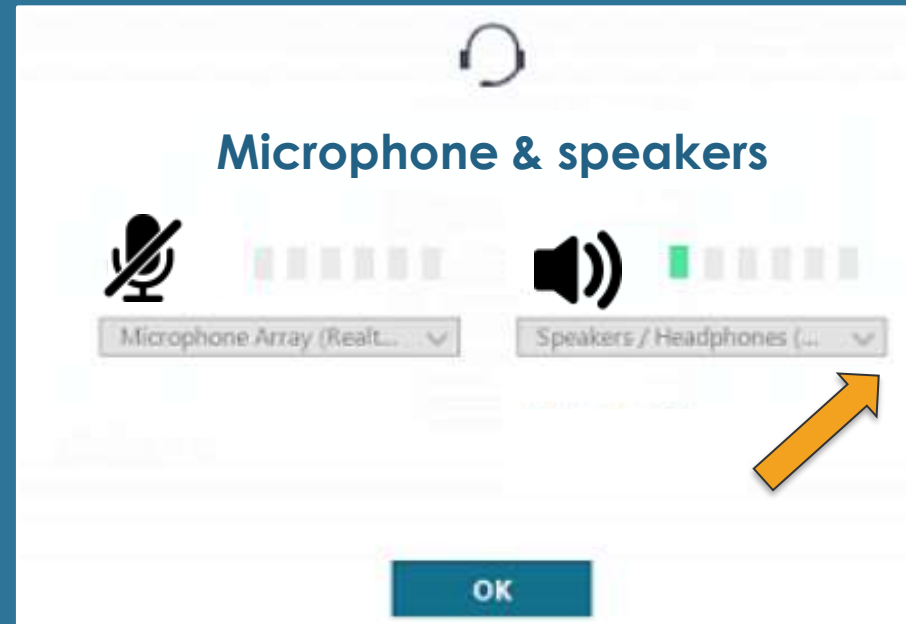 Microphone & speakers
Microphone Array (Realt...
Speakers / Headphones (...
OK